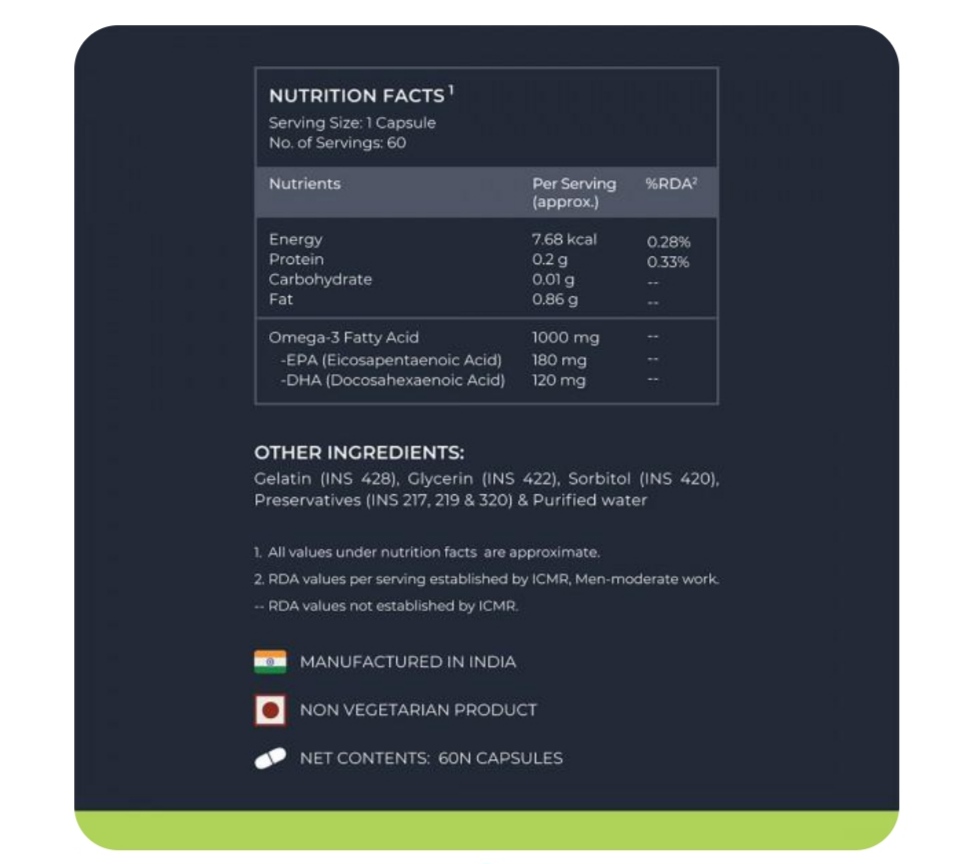 NUTRITION FACTS¹
Serving Size: 1 Capsule
No. of Servings: 60
Nutrients Per Serving (approx.) %RDA²
Energy 7.68 kcal 0.28%
Protein 0.2 g 0.33%
Carbohydrate 0.01 g --
Fat 0.86 g --
Omega-3 Fatty Acid 1000 mg --
-EPA (Eicosapentaenoic Acid) 180 mg --
-DHA (Docosahexaenoic Acid) 120 mg --
OTHER INGREDIENTS:
Gelatin (INS 428), Glycerin (INS 422), Sorbitol (INS 420),
Preservatives (INS 217, 219 & 320) & Purified water
1. All values under nutrition facts are approximate.
2. RDA values per serving established by ICMR, Men-moderate work.
-- RDA values not established by ICMR.
MANUFACTURED IN INDIA
NON VEGETARIAN PRODUCT
NET CONTENTS: 60N CAPSULES